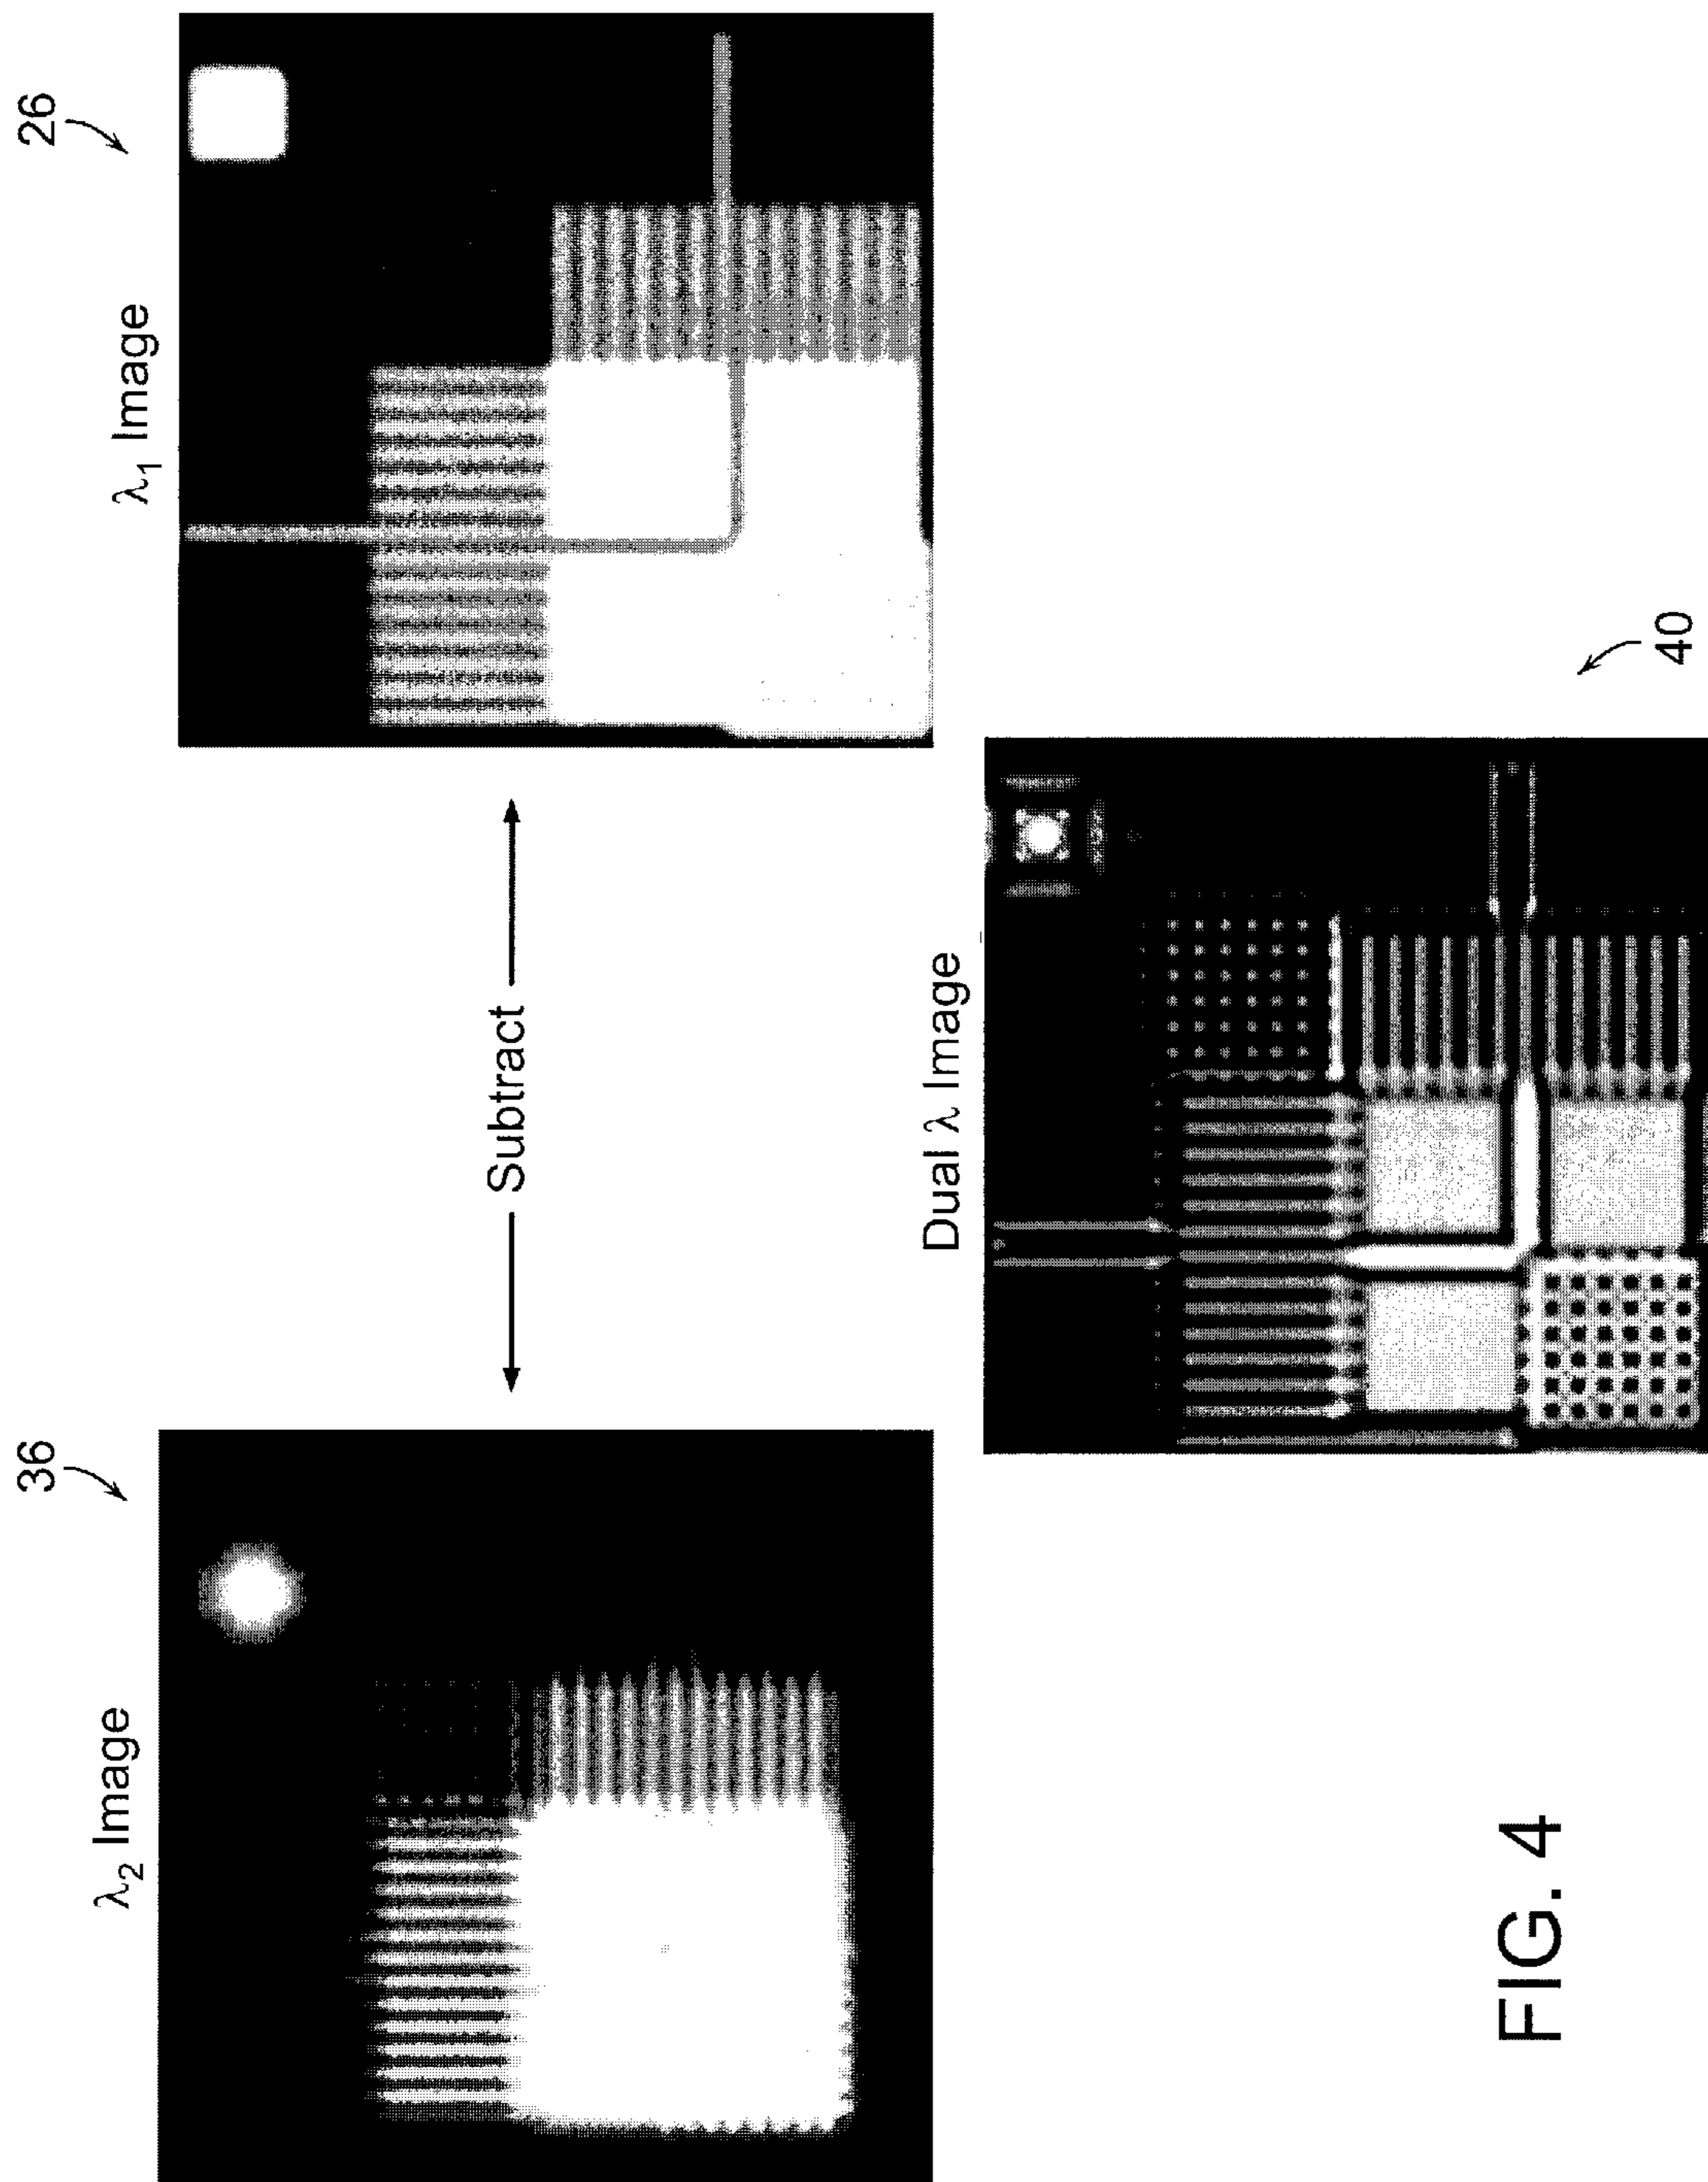 36
λ₂ Image
Subtract
26
λ₁ Image
Dual λ Image
40
FIG. 4